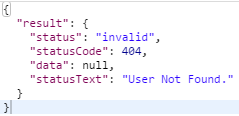 {
  "result": {
    "status": "invalid",
    "statusCode": 404,
    "data": null,
    "statusText": "User Not Found."
  }
}